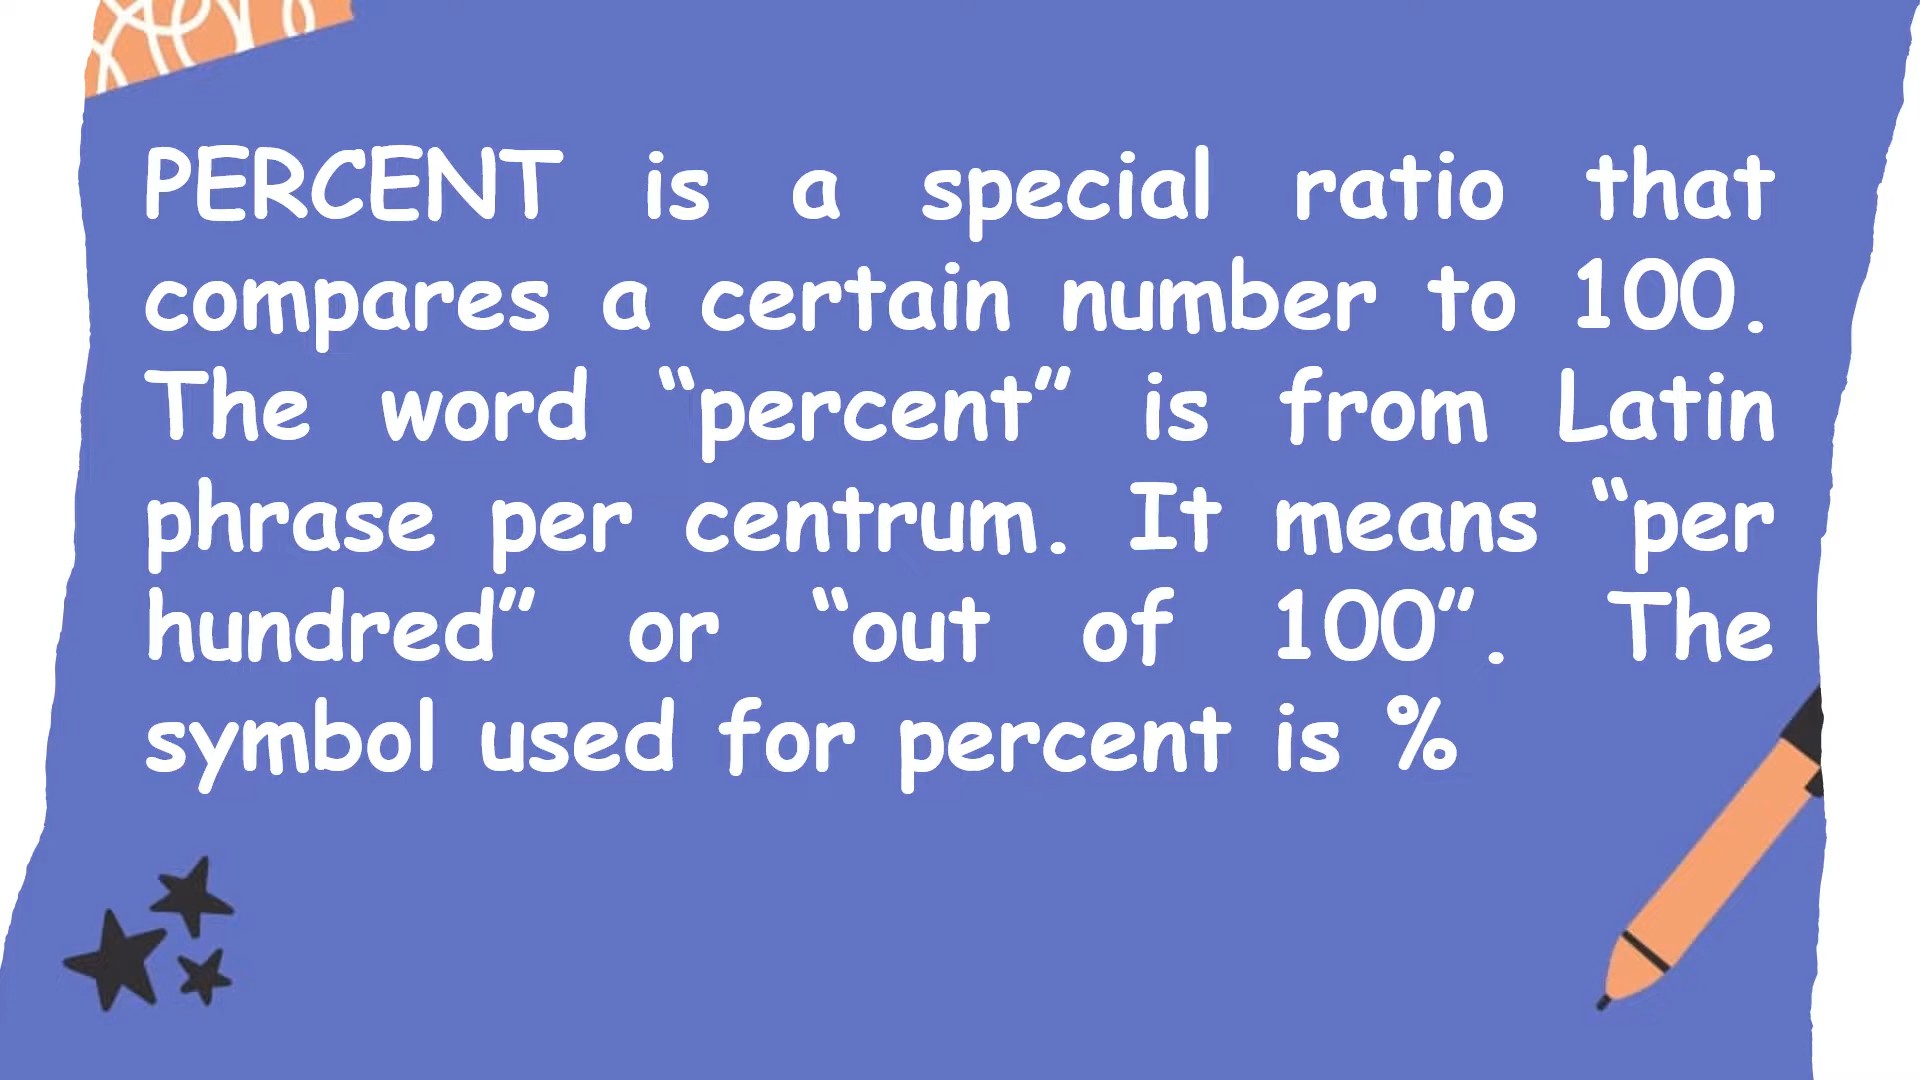 PERCENT is a special ratio that
compares a certain number to 100.
The word “percent” is from Latin
phrase per centrum. It means “per
hundred” or “out of 100”. The
symbol used for percent is %